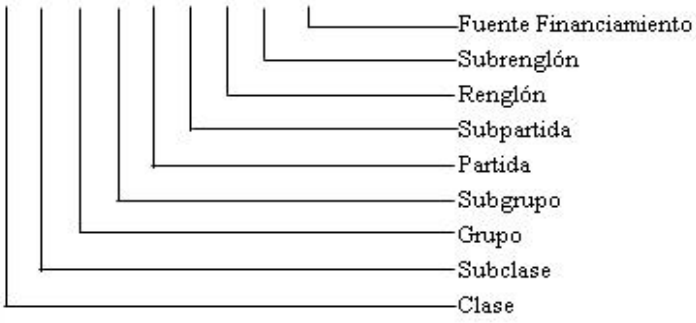 Fuente Financiamiento
Subrenglón
Renglón
Subpartida
Partida
Subgrupo
Grupo
Subclase
Clase